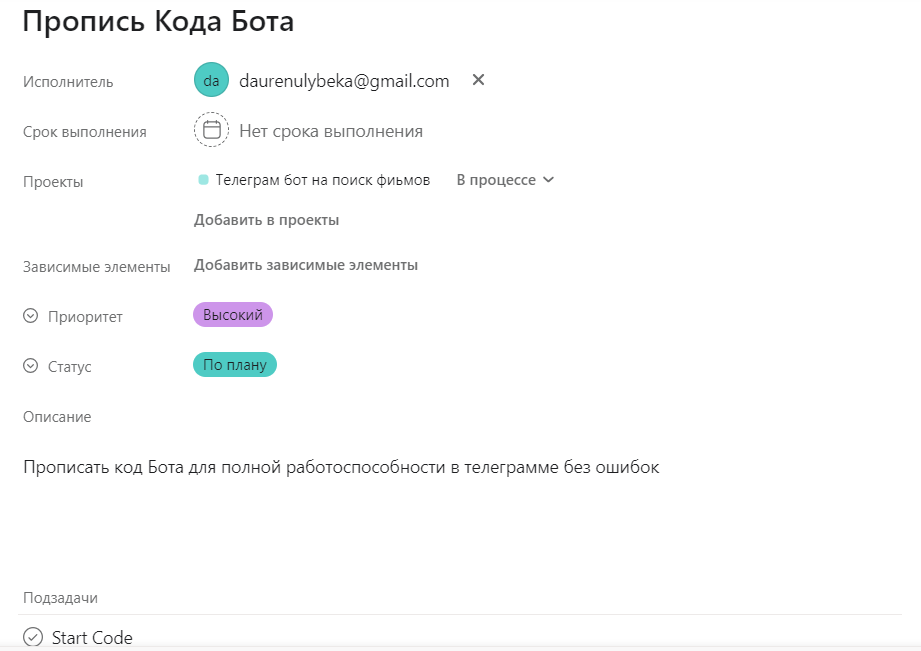 Пропись Кода Бота
Исполнитель
da daurenulybeka@gmail.com
Срок выполнения
Нет срока выполнения
Проекты
Телеграм бот на поиск фиьмов В процессе
Добавить в проекты
Зависимые элементы
Добавить зависимые элементы
Приоритет
Высокий
Статус
По плану
Описание
Прописать код Бота для полной работоспособности в телеграмме без ошибок
Подзадачи
Start Code